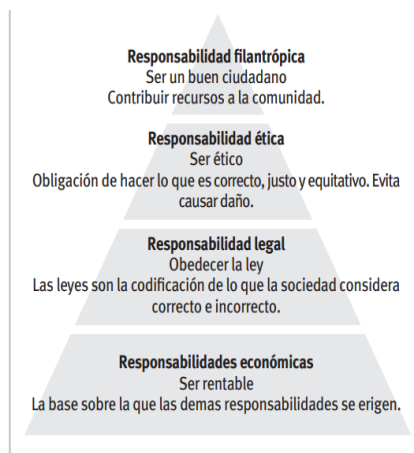 Responsabilidad filantrópica
Ser un buen ciudadano
Contribuir recursos a la comunidad.
Responsabilidad ética
Ser ético
Obligación de hacer lo que es correcto, justo y equitativo. Evita
causar daño.
Responsabilidad legal
Obedecer la ley
Las leyes son la codificación de lo que la sociedad considera
correcto e incorrecto.
Responsabilidades económicas
Ser rentable
La base sobre la que las demas responsabilidades se erigen.